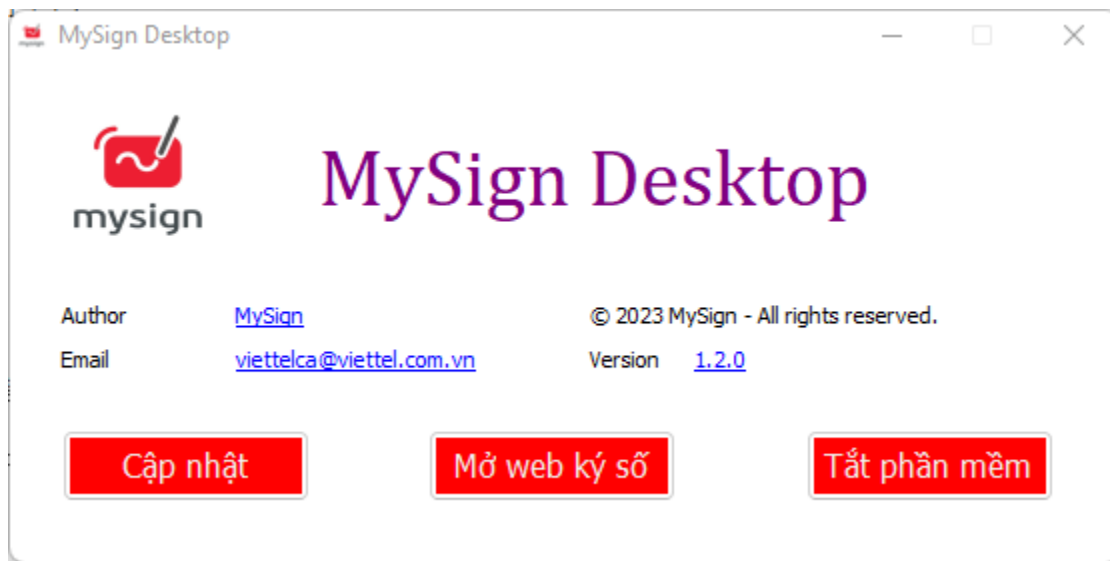 MySign Desktop
mysign
MySign Desktop
Author MySign © 2023 MySign - All rights reserved.
Email viettelca@viettel.com.vn Version 1.2.0
Cập nhật Mở web ký số Tắt phần mềm